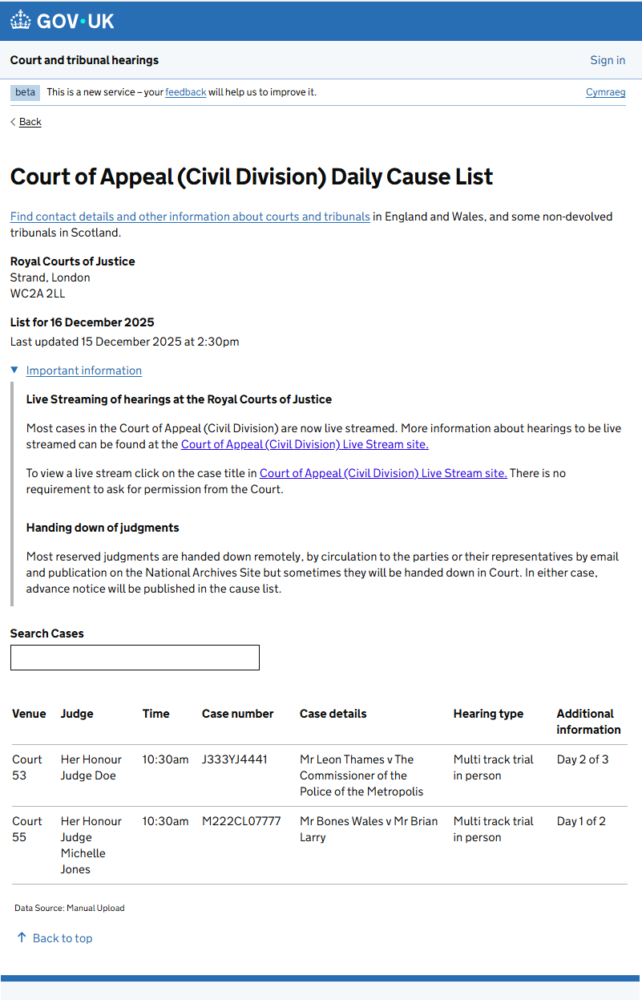 GOV·UK
Court and tribunal hearings
Sign in
beta
This is a new service – your feedback will help us to improve it.
Cymraeg
Back
Court of Appeal (Civil Division) Daily Cause List
Find contact details and other information about courts and tribunals in England and Wales, and some non-devolved
tribunals in Scotland.
Royal Courts of Justice
Strand, London
WC2A 2LL
List for 16 December 2025
Last updated 15 December 2025 at 2:30pm
Important information
Live Streaming of hearings at the Royal Courts of Justice
Most cases in the Court of Appeal (Civil Division) are now live streamed. More information about hearings to be live
streamed can be found at the Court of Appeal (Civil Division) Live Stream site.
To view a live stream click on the case title in Court of Appeal (Civil Division) Live Stream site. There is no
requirement to ask for permission from the Court.
Handing down of judgments
Most reserved judgments are handed down remotely, by circulation to the parties or their representatives by email
and publication on the National Archives Site but sometimes they will be handed down in Court. In either case,
advance notice will be published in the cause list.
Search Cases
Venue Judge Time Case number Case details Hearing type Additional
information
Court Her Honour 10:30am J333YJ4441 Mr Leon Thames v The Multi track trial Day 2 of 3
53 Judge Doe Commissioner of the in person
Police of the Metropolis
Court Her Honour 10:30am M222CL07777 Mr Bones Wales v Mr Brian Multi track trial Day 1 of 2
55 Judge Larry in person
Michelle
Jones
Data Source: Manual Upload
Back to top